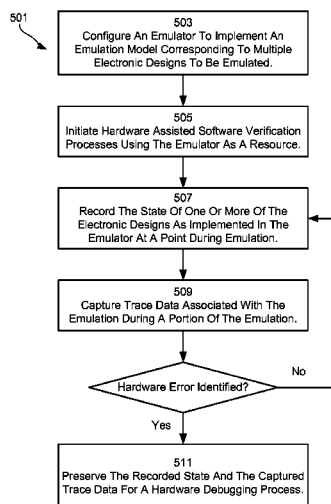 501
503
Configure An Emulator To Implement An
Emulation Model Corresponding To Multiple
Electronic Designs To Be Emulated.
505
Initiate Hardware Assisted Software Verification
Processes Using The Emulator As A Resource.
507
Record The State Of One Or More Of The
Electronic Designs As Implemented In The
Emulator At A Point During Emulation.
509
Capture Trace Data Associated With The
Emulation During A Portion Of The Emulation.
Hardware Error Identified?
No
Yes
511
Preserve The Recorded State And The Captured
Trace Data For A Hardware Debugging Process.